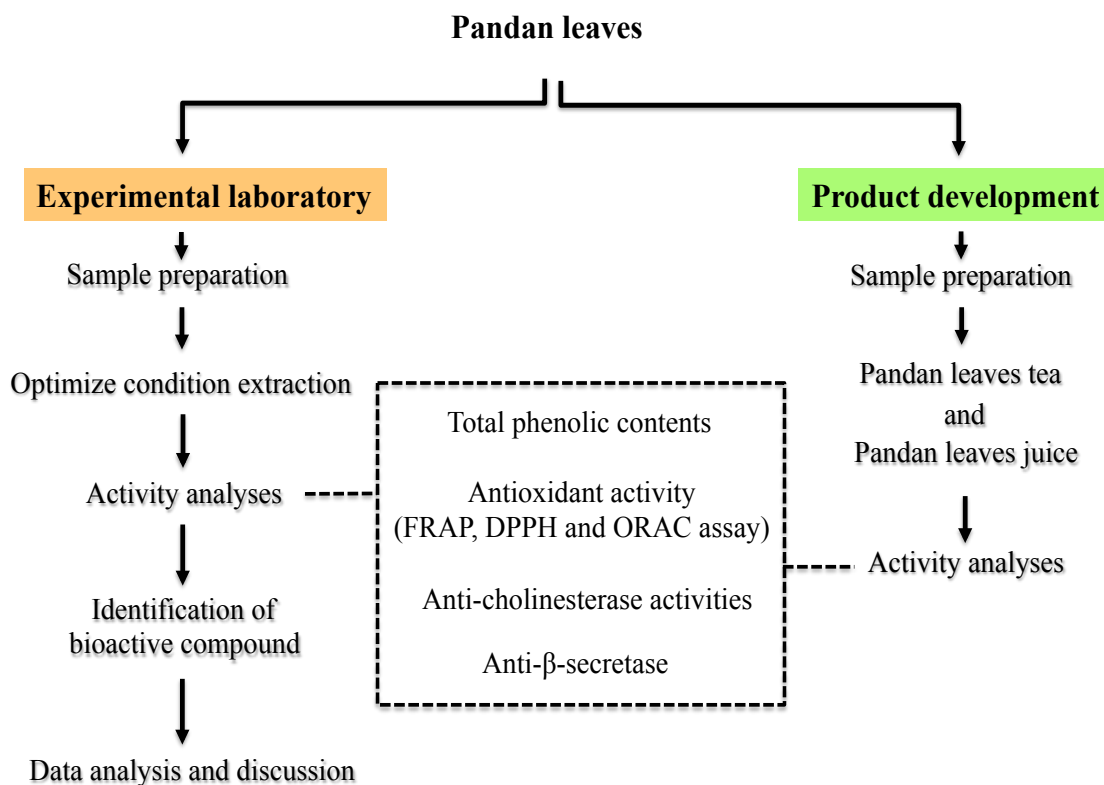 Pandan leaves
Experimental laboratory
Sample preparation
Optimize condition extraction
Activity analyses
Identification of
bioactive compound
Data analysis and discussion
Total phenolic contents
Antioxidant activity
(FRAP, DPPH and ORAC assay)
Anti-cholinesterase activities
Anti-β-secretase
Product development
Sample preparation
Pandan leaves tea
and
Pandan leaves juice
Activity analyses